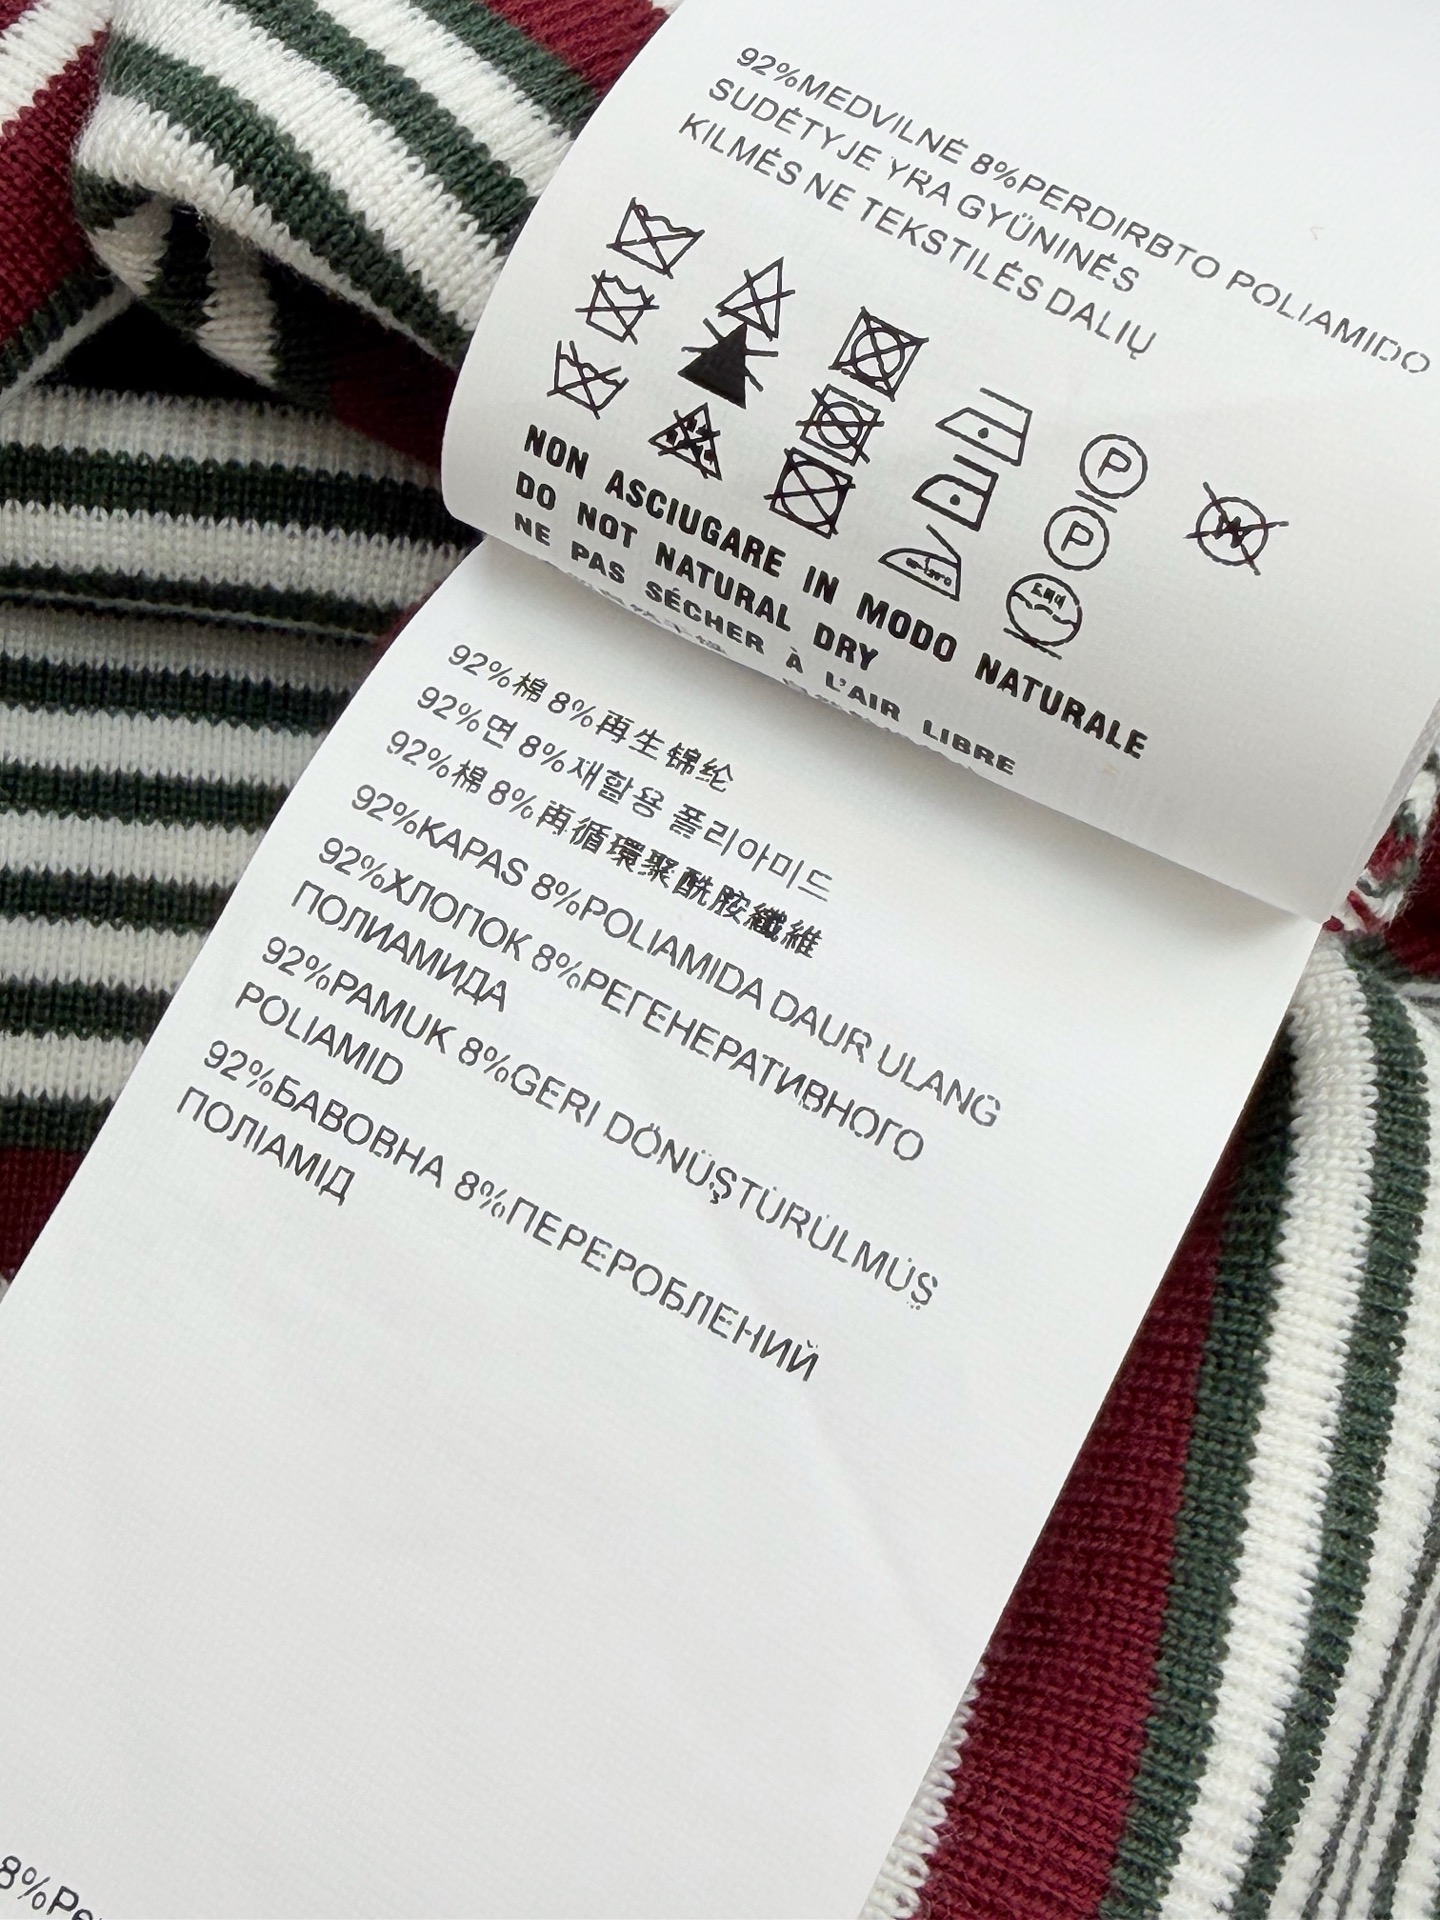 92%MEDVILNĖ 8%PERDIRBTO POLIAMIDO
SUDĖTYJE YRA GYŪNINĖS
KILMĖS NE TEKSTILĖS DALIŲ
P
P
드라이
W
NON ASCIUGARE IN MODO NATURALE
DO NOT NATURAL DRY
NE PAS SÉCHER À L'AIR LIBRE
92%棉 8%再生锦纶
92%면 8%재활용 폴리아미드
92%棉 8%再循環聚酰胺纖維
92%KAPAS 8%POLIAMIDA DAUR ULANG
92%ХЛОПОК 8%РЕГЕНЕРАТИВНОГО
ПОЛИАМИДА
92%PAMUK 8%GERI DÖNÜŞTÜRÜLMÜŞ
POLIAMID
92%БАВОВНА 8%ПЕРЕРОБЛЕНИЙ
ПОЛІАМІД